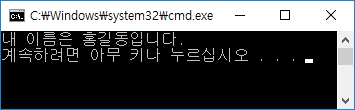 C:₩Windows₩system32₩cmd.exe
내 이름은 홍길동입니다.
계속하려면 아무 키나 누르십시오 . . .